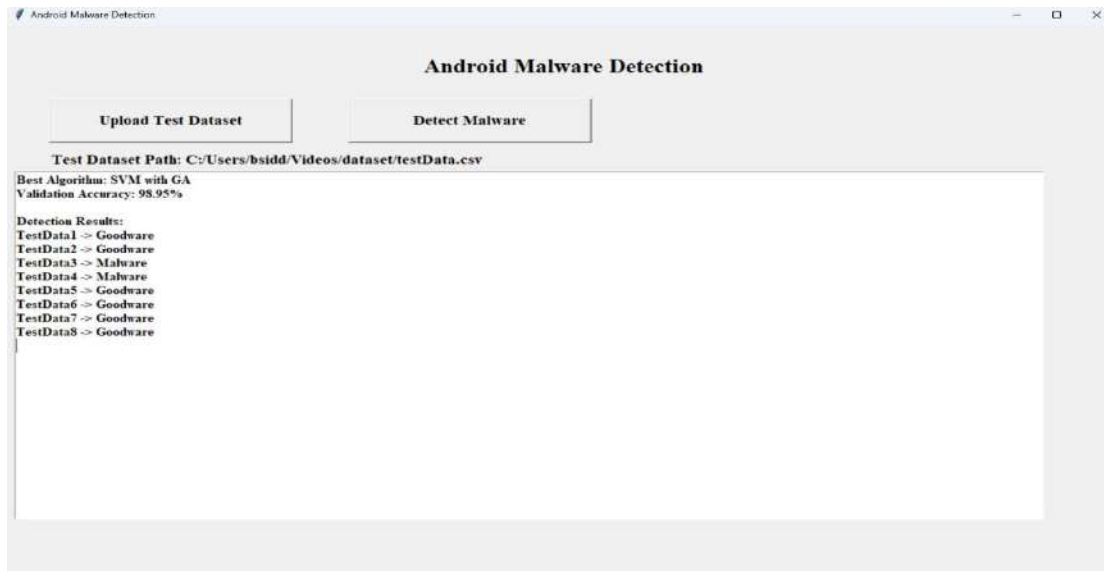 Android Malware Detection
Android Malware Detection
Upload Test Dataset
Detect Malware
Test Dataset Path: C:/Users/bsidd/Videos/dataset/testData.csv
Best Algorithm: SVM with GA
Validation Accuracy: 98.95%
Detection Results:
TestData1 -> Goodware
TestData2 -> Goodware
TestData3 -> Malware
TestData4 -> Malware
TestData5 -> Goodware
TestData6 -> Goodware
TestData7 -> Goodware
TestData8 -> Goodware